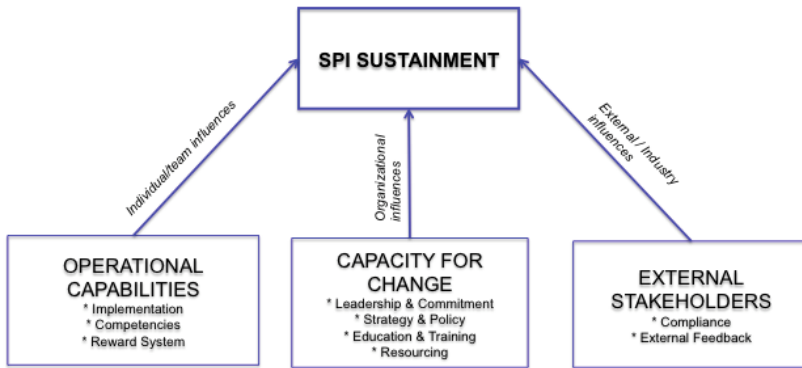 SPI SUSTAINMENT
Individual/team influences
Organizational
influences
External / Industry
influences
OPERATIONAL
CAPABILITIES
* Implementation
* Competencies
* Reward System
CAPACITY FOR
CHANGE
* Leadership & Commitment
* Strategy & Policy
* Education & Training
* Resourcing
EXTERNAL
STAKEHOLDERS
* Compliance
* External Feedback